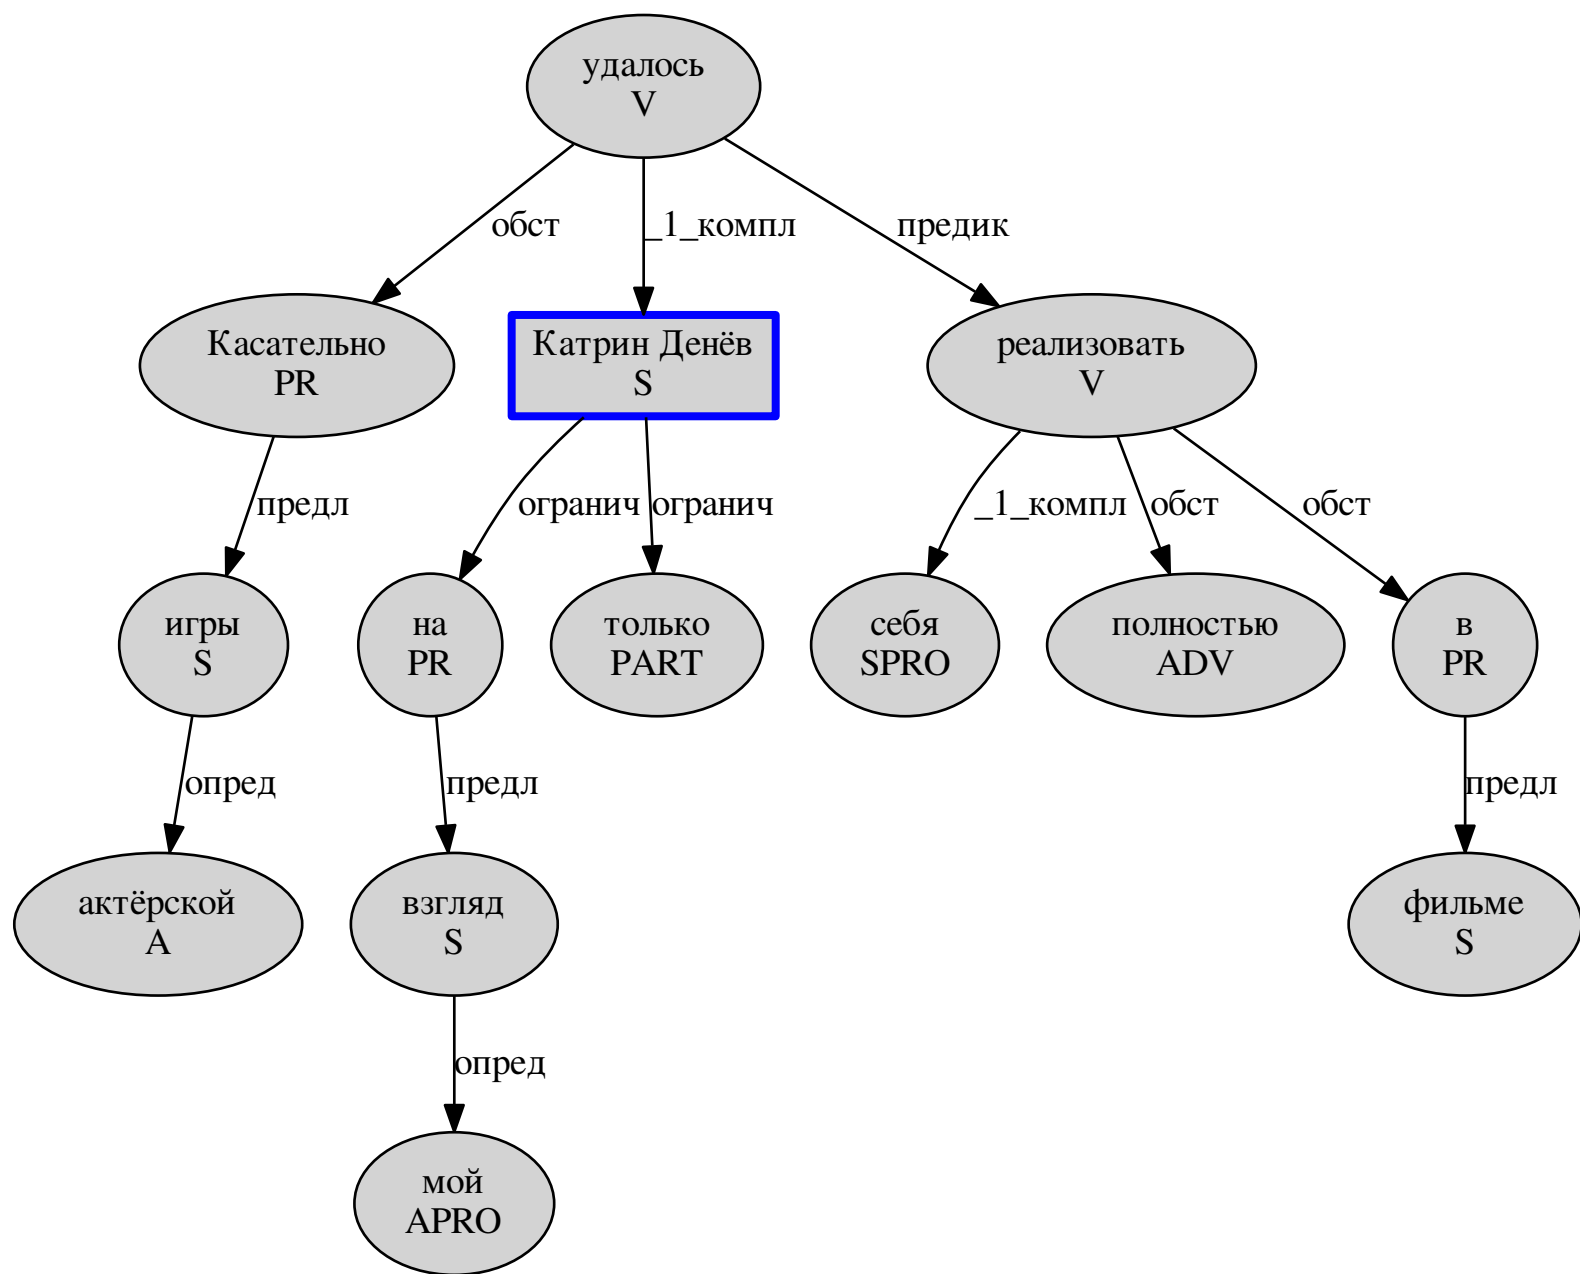 удалось
V
обст
_1_компл
предик
Касательно
PR
Катрин Денёв
S
реализовать
V
предл
огранич
огранич
_1_компл
обст
обст
игры
S
на
PR
только
PART
себя
SPRO
полностью
ADV
в
PR
опред
предл
предл
актёрской
A
взгляд
S
фильме
S
опред
мой
APRO